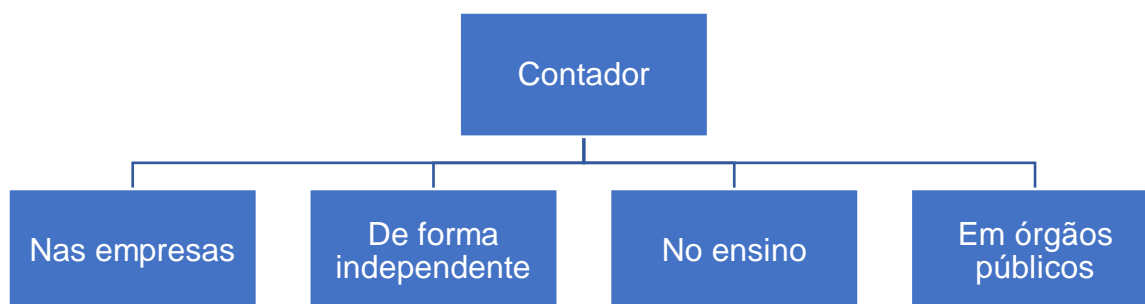 Contador
Nas empresas
De forma
independente
No ensino
Em órgãos
públicos